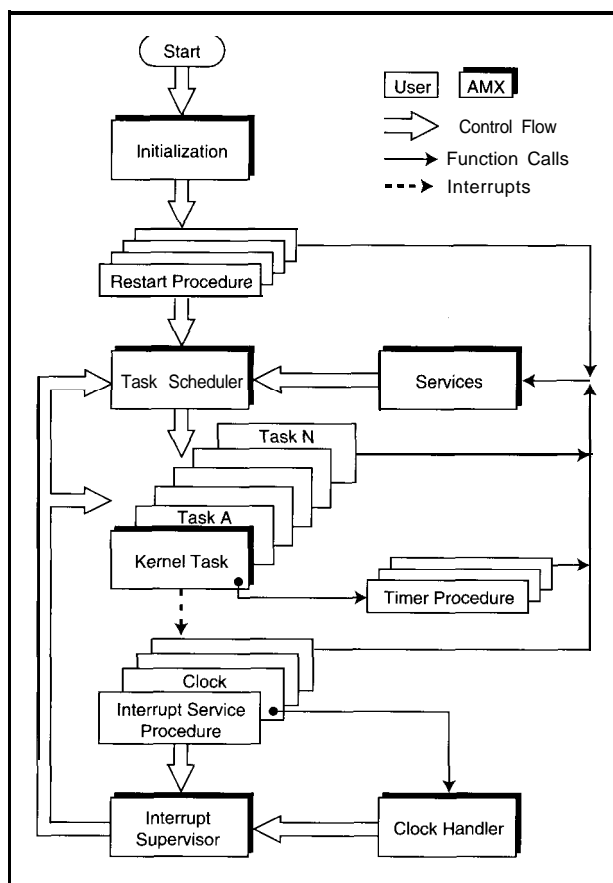 Start
User
AMX
Control Flow
Function Calls
Interrupts
Initialization
Restart Procedure
Task Scheduler
Services
Task N
Task A
Kernel Task
Timer Procedure
Clock
Interrupt Service
Procedure
Interrupt
Supervisor
Clock Handler